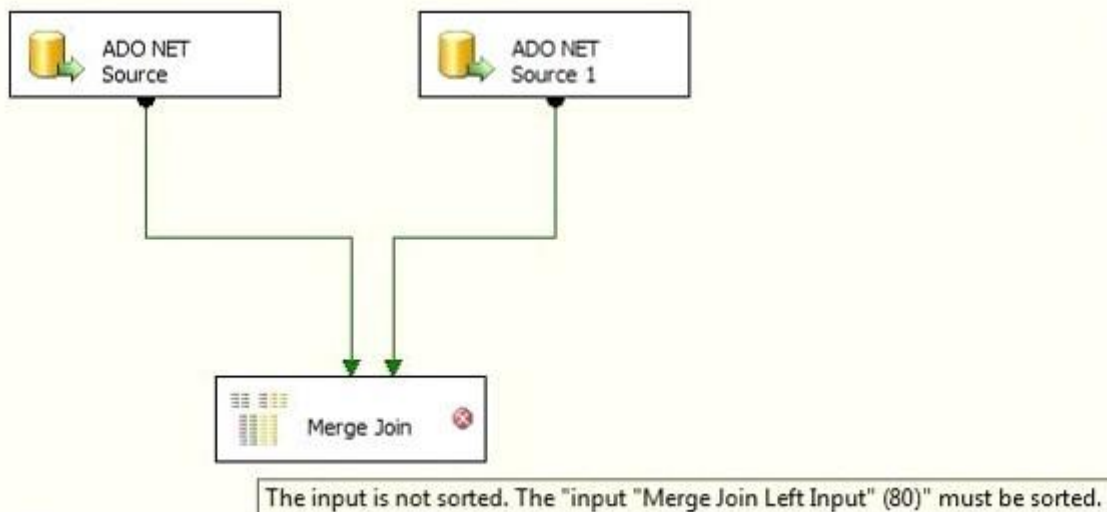 ADO NET
Source
ADO NET
Source 1
Merge Join
The input is not sorted. The "input "Merge Join Left Input" (80)" must be sorted.